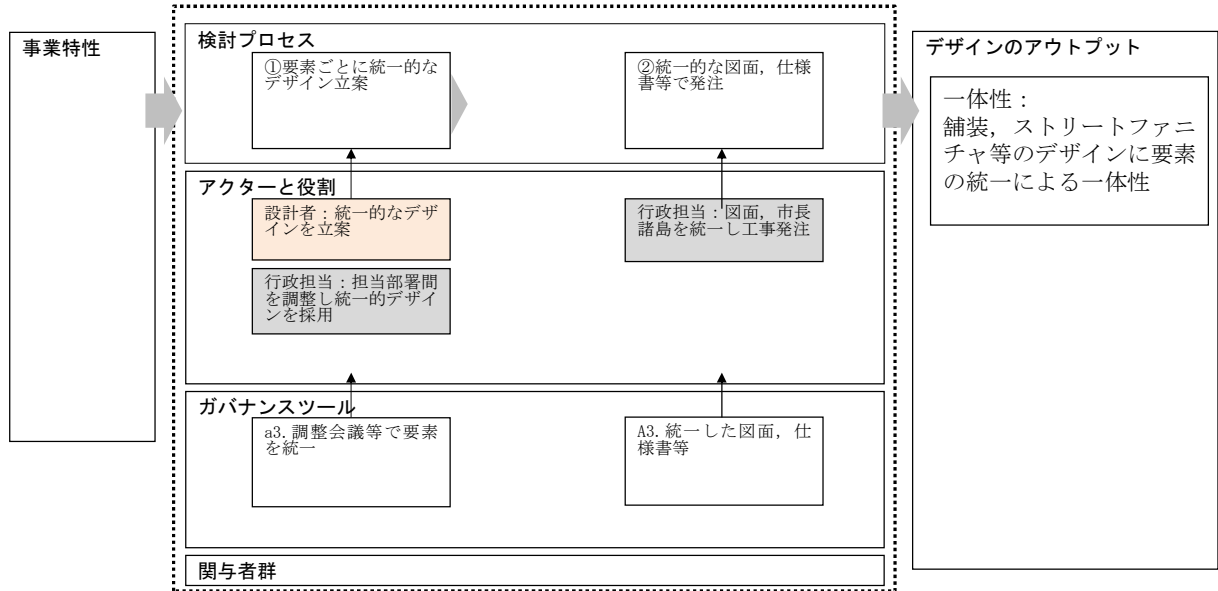 事業特性
検討プロセス
①要素ごとに統一的な
デザイン立案
②統一的な図面，仕様
書等で発注
アクターと役割
設計者：統一的なデザ
インを立案
行政担当：担当部署間
を調整し統一的デザイ
ンを採用
行政担当：図面，市長
諸島を統一し工事発注
ガバナンスツール
a3.調整会議等で要素
を統一
A3.統一した図面，仕
様書等
関与者群
デザインのアウトプット
一体性：
舗装，ストリートファニ
チャ等のデザインに要素
の統一による一体性